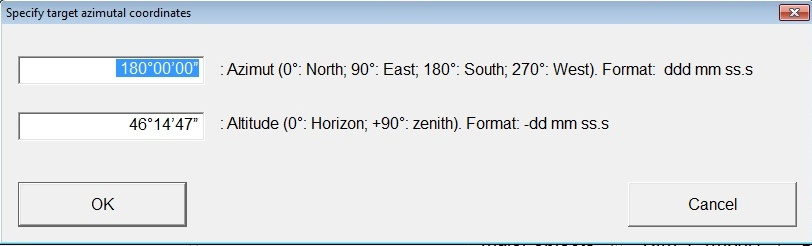 Specify target azimutal coordinates
180°00'00" : Azimut (0°: North; 90°: East; 180°: South; 270°: West). Format: ddd mm ss.s
46°14'47" : Altitude (0°: Horizon; +90°: zenith). Format: -dd mm ss.s
OK Cancel